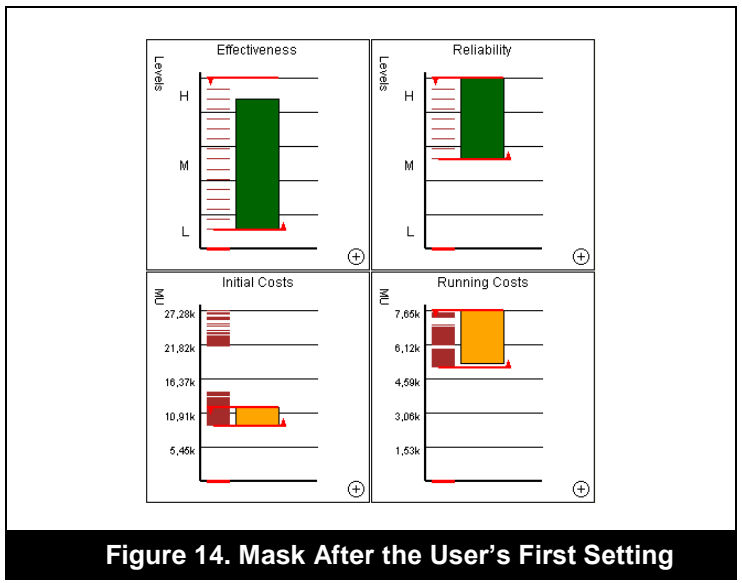 Effectiveness
Levels
H
M
L
Reliability
Levels
H
M
L
Initial Costs
MU
27,28k
21,82k
16,37k
10,91k
5,45k
Running Costs
MU
7,65k
6,12k
4,59k
3,06k
1,53k
Figure 14. Mask After the User's First Setting